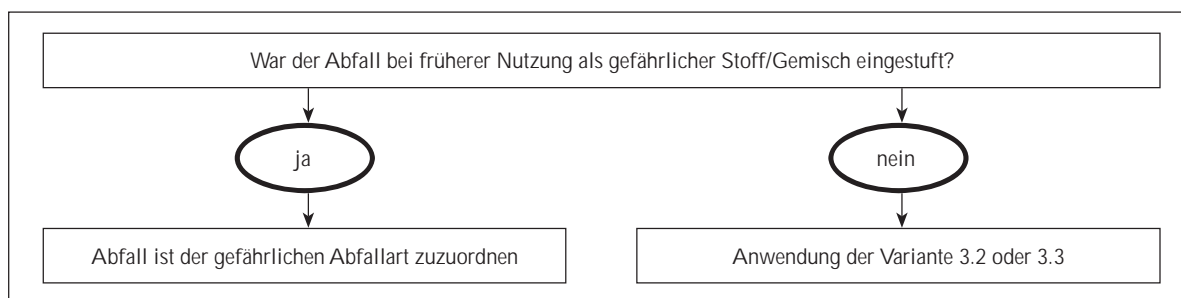 War der Abfall bei früherer Nutzung als gefährlicher Stoff/Gemisch eingestuft?
ja
nein
Abfall ist der gefährlichen Abfallart zuzuordnen
Anwendung der Variante 3.2 oder 3.3